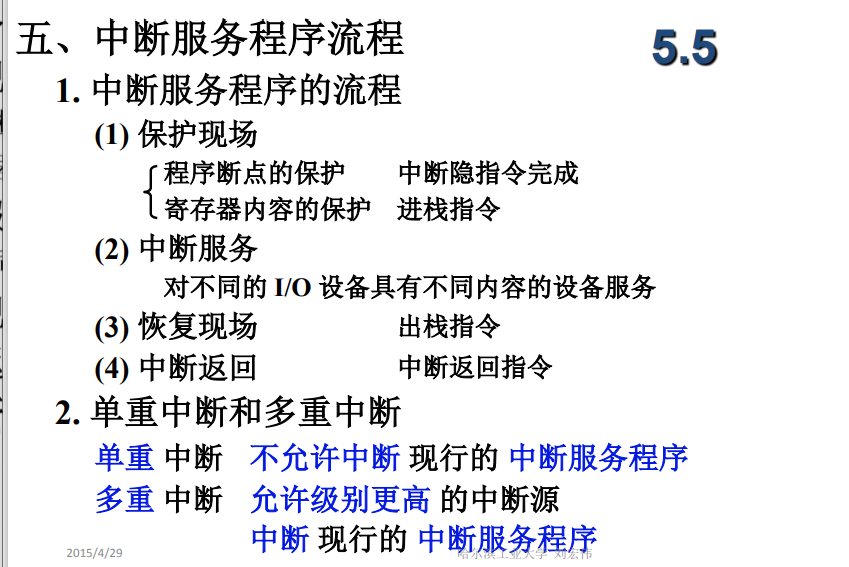 五、中断服务程序流程
5.5
1. 中断服务程序的流程
(1) 保护现场
程序断点的保护 中断隐指令完成
寄存器内容的保护 进栈指令
(2) 中断服务
对不同的 I/O 设备具有不同内容的设备服务
(3) 恢复现场 出栈指令
(4) 中断返回 中断返回指令
2. 单重中断和多重中断
单重 中断 不允许中断 现行的 中断服务程序
多重 中断 允许级别更高 的中断源
中断 现行的 中断服务程序
2015/4/29
哈尔滨工业大学 刘宏伟